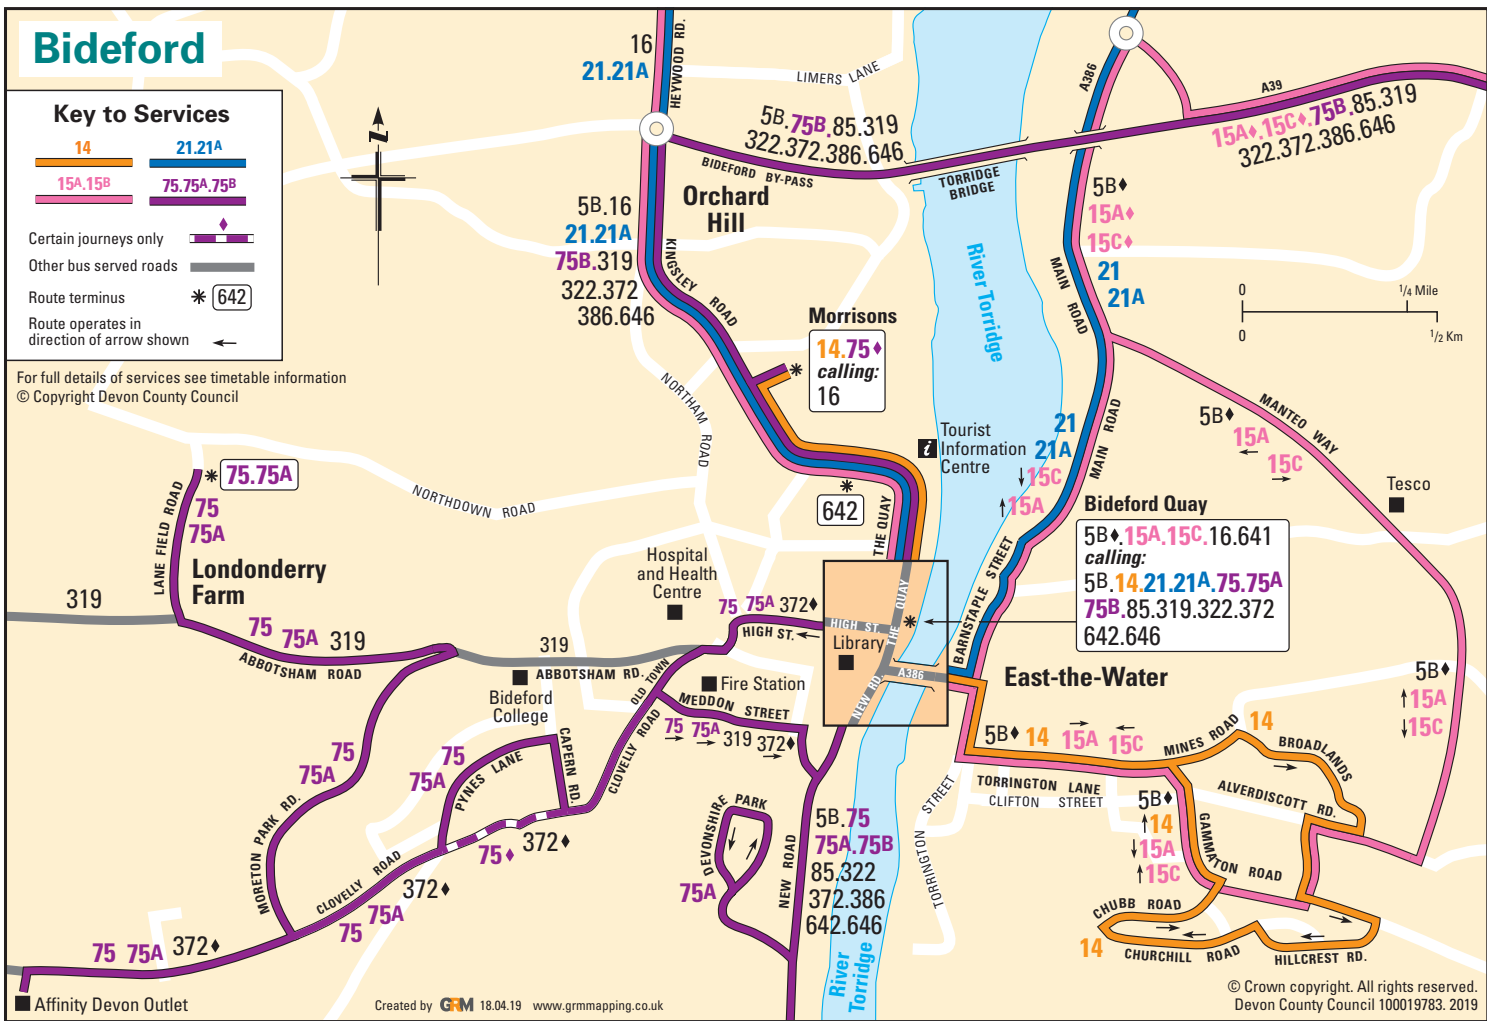 Bideford
Key to Services
14
21.21A
15A.15B
75.75A.75B
Certain journeys only
Other bus served roads
Route terminus
642
Route operates in
direction of arrow shown
For full details of services see timetable information
© Copyright Devon County Council
16
21.21A
HEYWOOD RD.
LIMERS LANE
A386
A39
5B.75B.85.319
322.372.386.646
15A♦.15C♦.75B.85.319
322.372.386.646
BIDEFORD BY-PASS
TORRIDGE
BRIDGE
Orchard
Hill
5B.16
21.21A
75B.319
322.372
386.646
KINGSLEY ROAD
5B♦
15A♦
15C♦
21
21A
MAIN ROAD
River Torridge
0
1/4 Mile
0
1/2 Km
Morrisons
14.75♦
calling:
16
NORTHAM ROAD
MANTEO WAY
5B♦
15A
15C
Tesco
21
21A
15C
15A
MAIN ROAD
Tourist
Information
Centre
i
75.75A
75
75A
LANE FIELD ROAD
NORTHDOWN ROAD
642
THE QUAY
Bideford Quay
5B♦.15A.15C.16.641
calling:
5B.14.21.21A.75.75A
75B.85.319.322.372
642.646
BARNSTAPLE STREET
Londonderry
Farm
Hospital
and Health
Centre
319
75
75A
319
ABBOTSHAM ROAD
319
ABBOTSHAM RD.
75
75A
372♦
HIGH ST.
HIGH ST.
THE QUAY
Library
A386
NEW RD.
East-the-Water
Bideford
College
OLD TOWN
Fire Station
MEDDON STREET
75
75A
319
372♦
CLOVELLY ROAD
CAPERN RD.
PYNES LANE
75
75A
75
75A
MORETON PARK RD.
75♦
372♦
CLOVELLY ROAD
372♦
75A
75
75
75A
372♦
Affinity Devon Outlet
DEVONSHIRE PARK
75A
NEW ROAD
5B.75
75A.75B
85.322
372.386
642.646
River
Torridge
5B♦
14
15A
15C
TORRINGTON LANE
CLIFTON STREET
TORRINGTON STREET
MINES ROAD
14
BROADLANDS
ALVERDISCOTT RD.
5B♦
15A
15C
5B♦
14
15A
15C
GAMMATON ROAD
CHUBB ROAD
14
CHURCHILL ROAD
HILLCREST RD.
Created by GRM 18.04.19 www.grmmapping.co.uk
© Crown copyright. All rights reserved.
Devon County Council 100019783. 2019